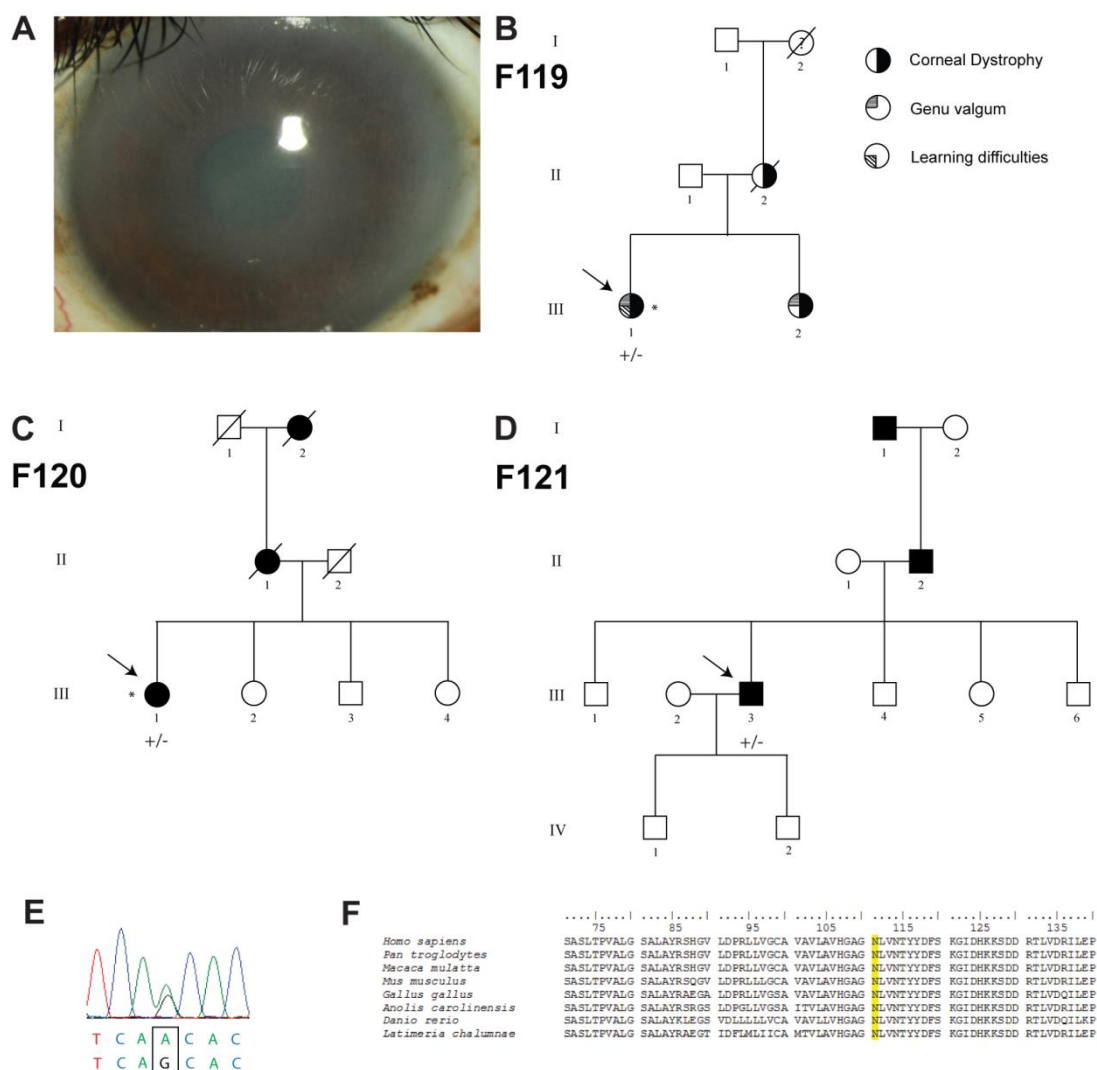 A
B
F119
I
1
?
2
II
1
2
III
1
*
2
+/-
Corneal Dystrophy
Genu valgum
Learning difficulties
C
F120
I
1
2
II
1
2
III
*
1
2
3
4
+/-
D
F121
I
1
2
II
1
2
III
1
2
3
4
5
6
+/-
IV
1
2
E
T C A A C A C
T C A G C A C
F
75 85 95 105 115 125 135
Homo sapiens SASLTPVALG SALAYRSHGV LDPRLLVGCA VAVLAVHGAG NLVNTYYDFS KGIDHKKSDD RTLVDRILEP
Pan troglodytes SASLTPVALG SALAYRSHGV LDPRLLVGCA VAVLAVHGAG NLVNTYYDFS KGIDHKKSDD RTLVDRILEP
Macaca mulatta SASLTPVALG SALAYRSHGV LDPRLLVGCA VAVLAVHGAG NLVNTYYDFS KGIDHKKSDD RTLVDRILEP
Mus musculus SASLTPVALG SALAYRSQGV LDPRLLLGCA VAVLAVHGAG NLVNTYYDFS KGIDHKKSDD RTLVDRILEP
Gallus gallus SASLTPVALG SALAYRAEGA LDPRLLVGSA VAVLAVHGAG NLVNTYYDFS KGIDHKKSDD RTLVDQILEP
Anolis carolinensis SASLTPVALG SALAYRSRGS LDPGLLVGSA ITVLAVHGAG NLVNTYYDFS KGIDHKKSDD RTLVDRILEP
Danio rerio SASLTPVALG SALAYKLEGS VDLLLLLVCA VAVLLVHGAG NLVNTYYDFS KGIDHKKSDD RTLVDQILKP
Latimeria chalumnae SASLTPVALG SALAYRAEGT IDFLMLIICA MTVLAVHGAG NLVNTYYDFS KGIDHKKSDD RTLVDRILEP